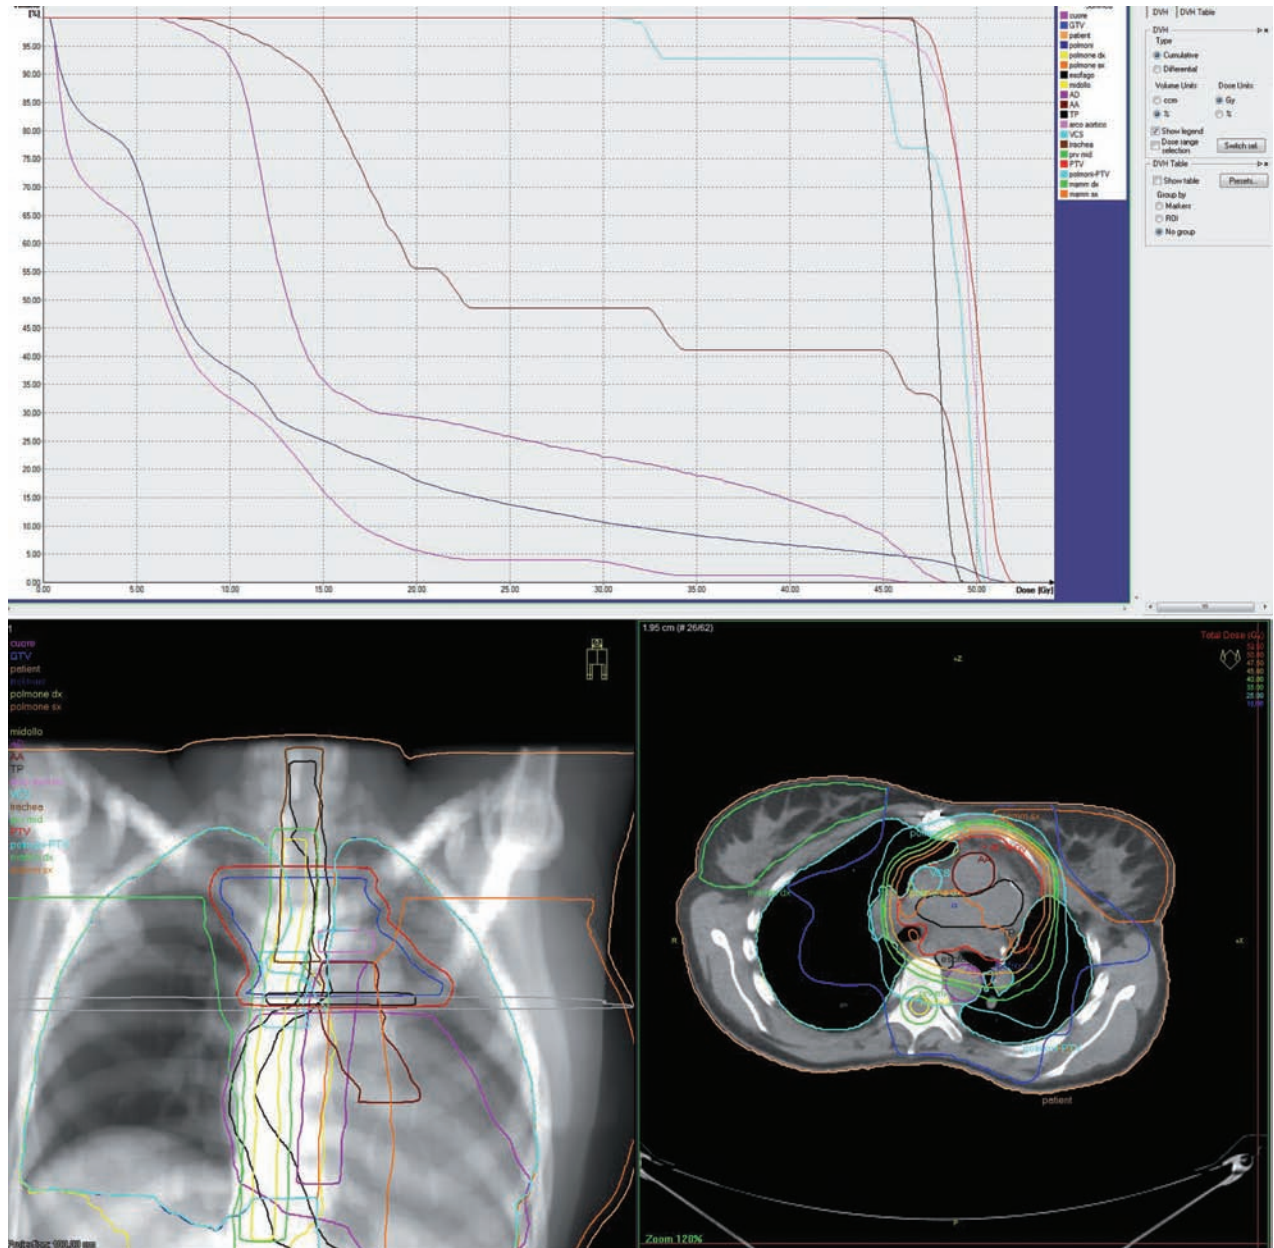 [%]
95.00
90.00
85.00
80.00
75.00
70.00
65.00
60.00
55.00
50.00
45.00
40.00
35.00
30.00
25.00
20.00
15.00
10.00
5.00
0.00
0.00 5.00 10.00 15.00 20.00 25.00 30.00 35.00 40.00 45.00 50.00 Dose [Gy]
cuore
GTV
patient
polmoni
polmone dx
polmone sx
esofago
midollo
AD
AA
TP
arco aortico
VCS
trachea
prv mid
PTV
polmoni-PTV
mamm dx
mamm sx
DVH DVH Table
DVH
Type
Cumulative
Differential
Volume Units Dose Units
ccm Gy
% %
Show legend
Dose range
selection
Switch sel.
DVH Table
Show table Presets...
Group by
Markers
ROI
No group
cuore
GTV
patient
polmone dx
polmone sx
midollo
AA
TP
trachea
PTV
1.95 cm (# 26/62)
Total Dose (Gy)
+Z
R
+X
VCS
AA
patient
Zoom 120%